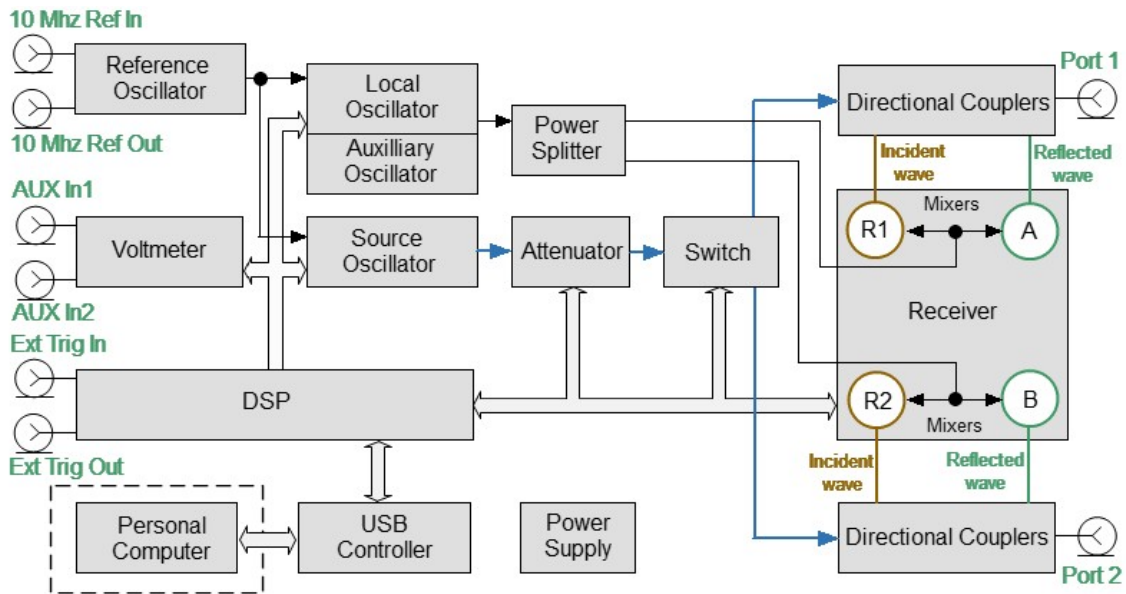 10 Mhz Ref In
Reference
Oscillator
10 Mhz Ref Out
Local
Oscillator
Auxilliary
Oscillator
Power
Splitter
Directional Couplers
Port 1
Incident
wave
Reflected
wave
AUX In1
Voltmeter
AUX In2
Source
Oscillator
Attenuator
Switch
R1
Mixers
A
Receiver
Ext Trig In
DSP
Ext Trig Out
R2
Mixers
B
Incident
wave
Reflected
wave
Personal
Computer
USB
Controller
Power
Supply
Directional Couplers
Port 2